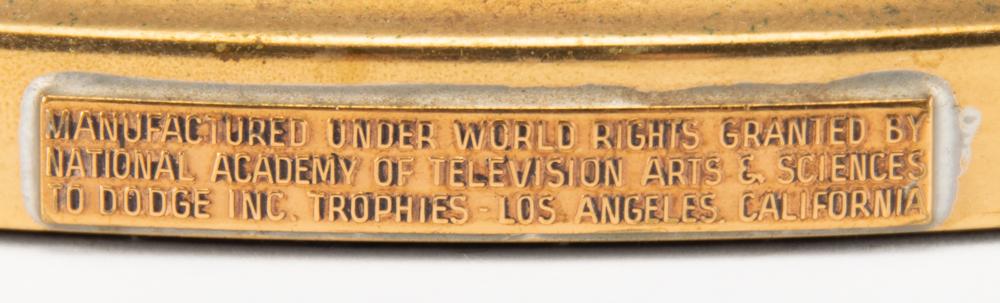 MANUFACTURED UNDER WORLD RIGHTS GRANTED BY
NATIONAL ACADEMY OF TELEVISION ARTS & SCIENCES
TO DODGE INC. TROPHIES - LOS ANGELES. CALIFORNIA